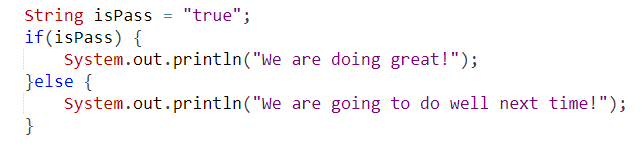 String isPass = "true";
if(isPass) {
    System.out.println("We are doing great!");
}else {
    System.out.println("We are going to do well next time!");
}